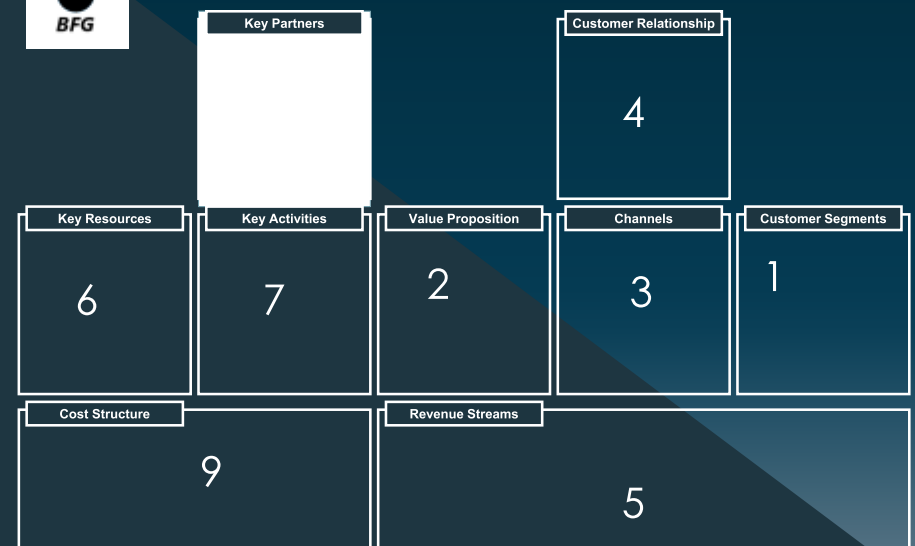 BFG
Key Partners
Customer Relationship
4
Key Resources
Key Activities
Value Proposition
Channels
Customer Segments
6
7
2
3
1
Cost Structure
Revenue Streams
9
5